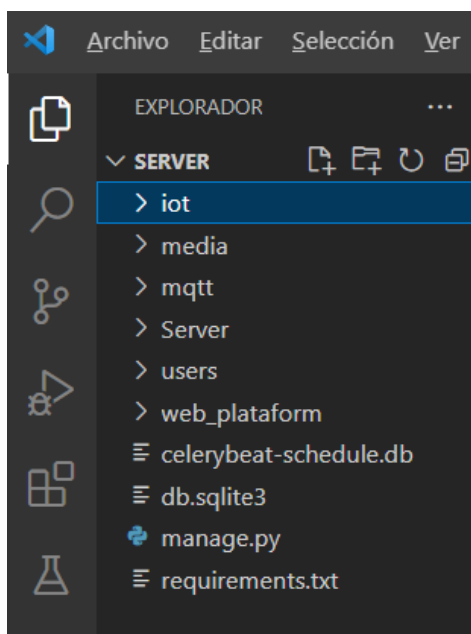 Archivo Editar Selección Ver
EXPLORADOR
SERVER
iot
media
mqtt
Server
users
web_plataform
celerybeat-schedule.db
db.sqlite3
manage.py
requirements.txt